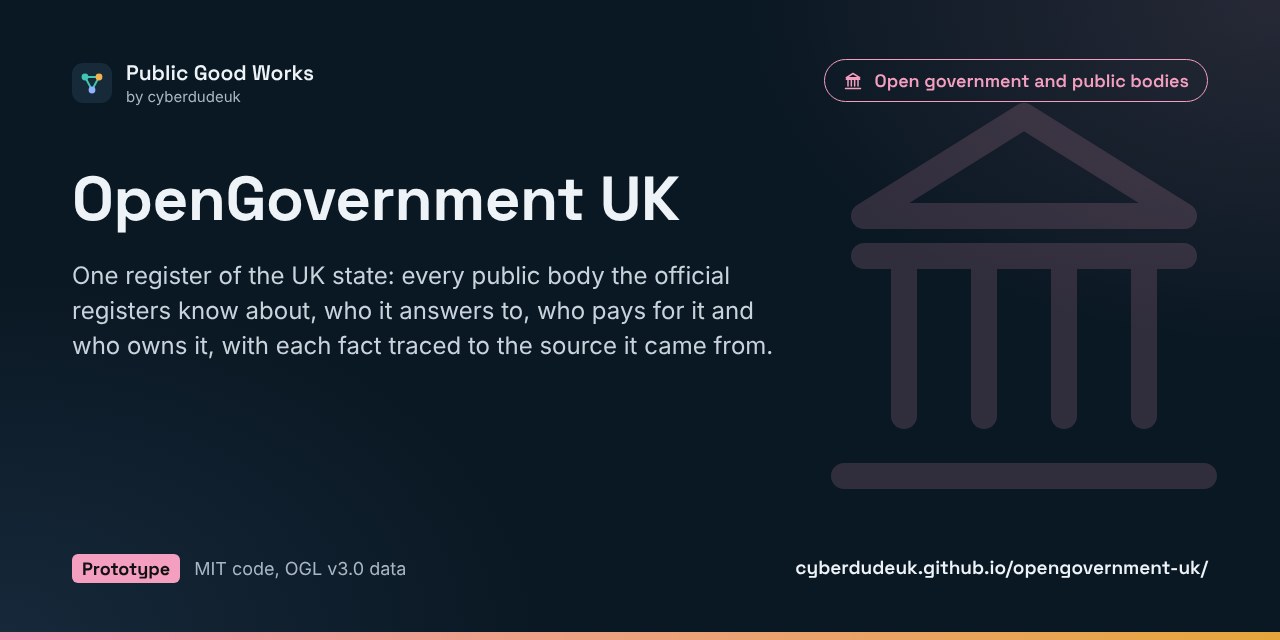 Public Good Works
by cyberdudeuk
Open government and public bodies
OpenGovernment UK
One register of the UK state: every public body the official
registers know about, who it answers to, who pays for it and
who owns it, with each fact traced to the source it came from.
Prototype
MIT code, OGL v3.0 data
cyberdudeuk.github.io/opengovernment-uk/